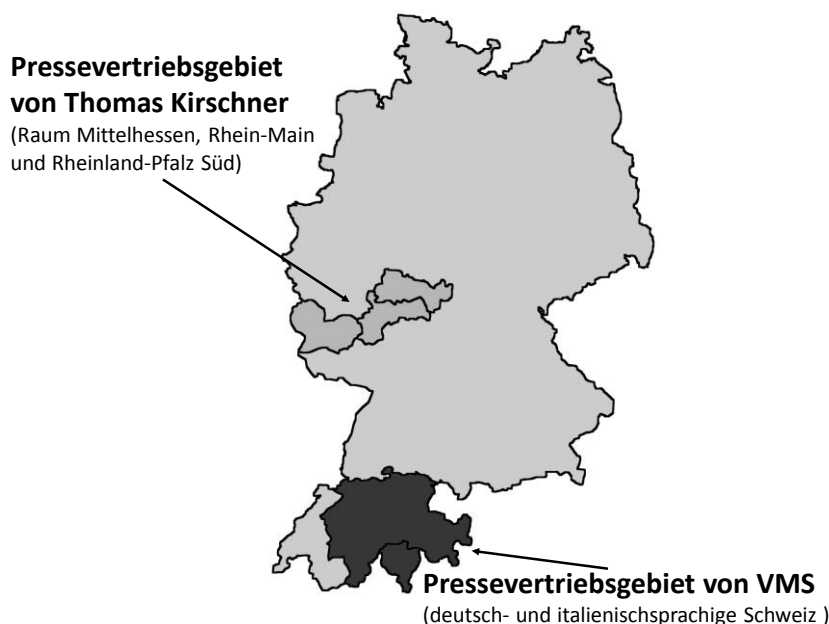 Pressevertriebsgebiet
von Thomas Kirschner
(Raum Mittelhessen, Rhein-Main
und Rheinland-Pfalz Süd)
Pressevertriebsgebiet von VMS
(deutsch- und italienischsprachige Schweiz )